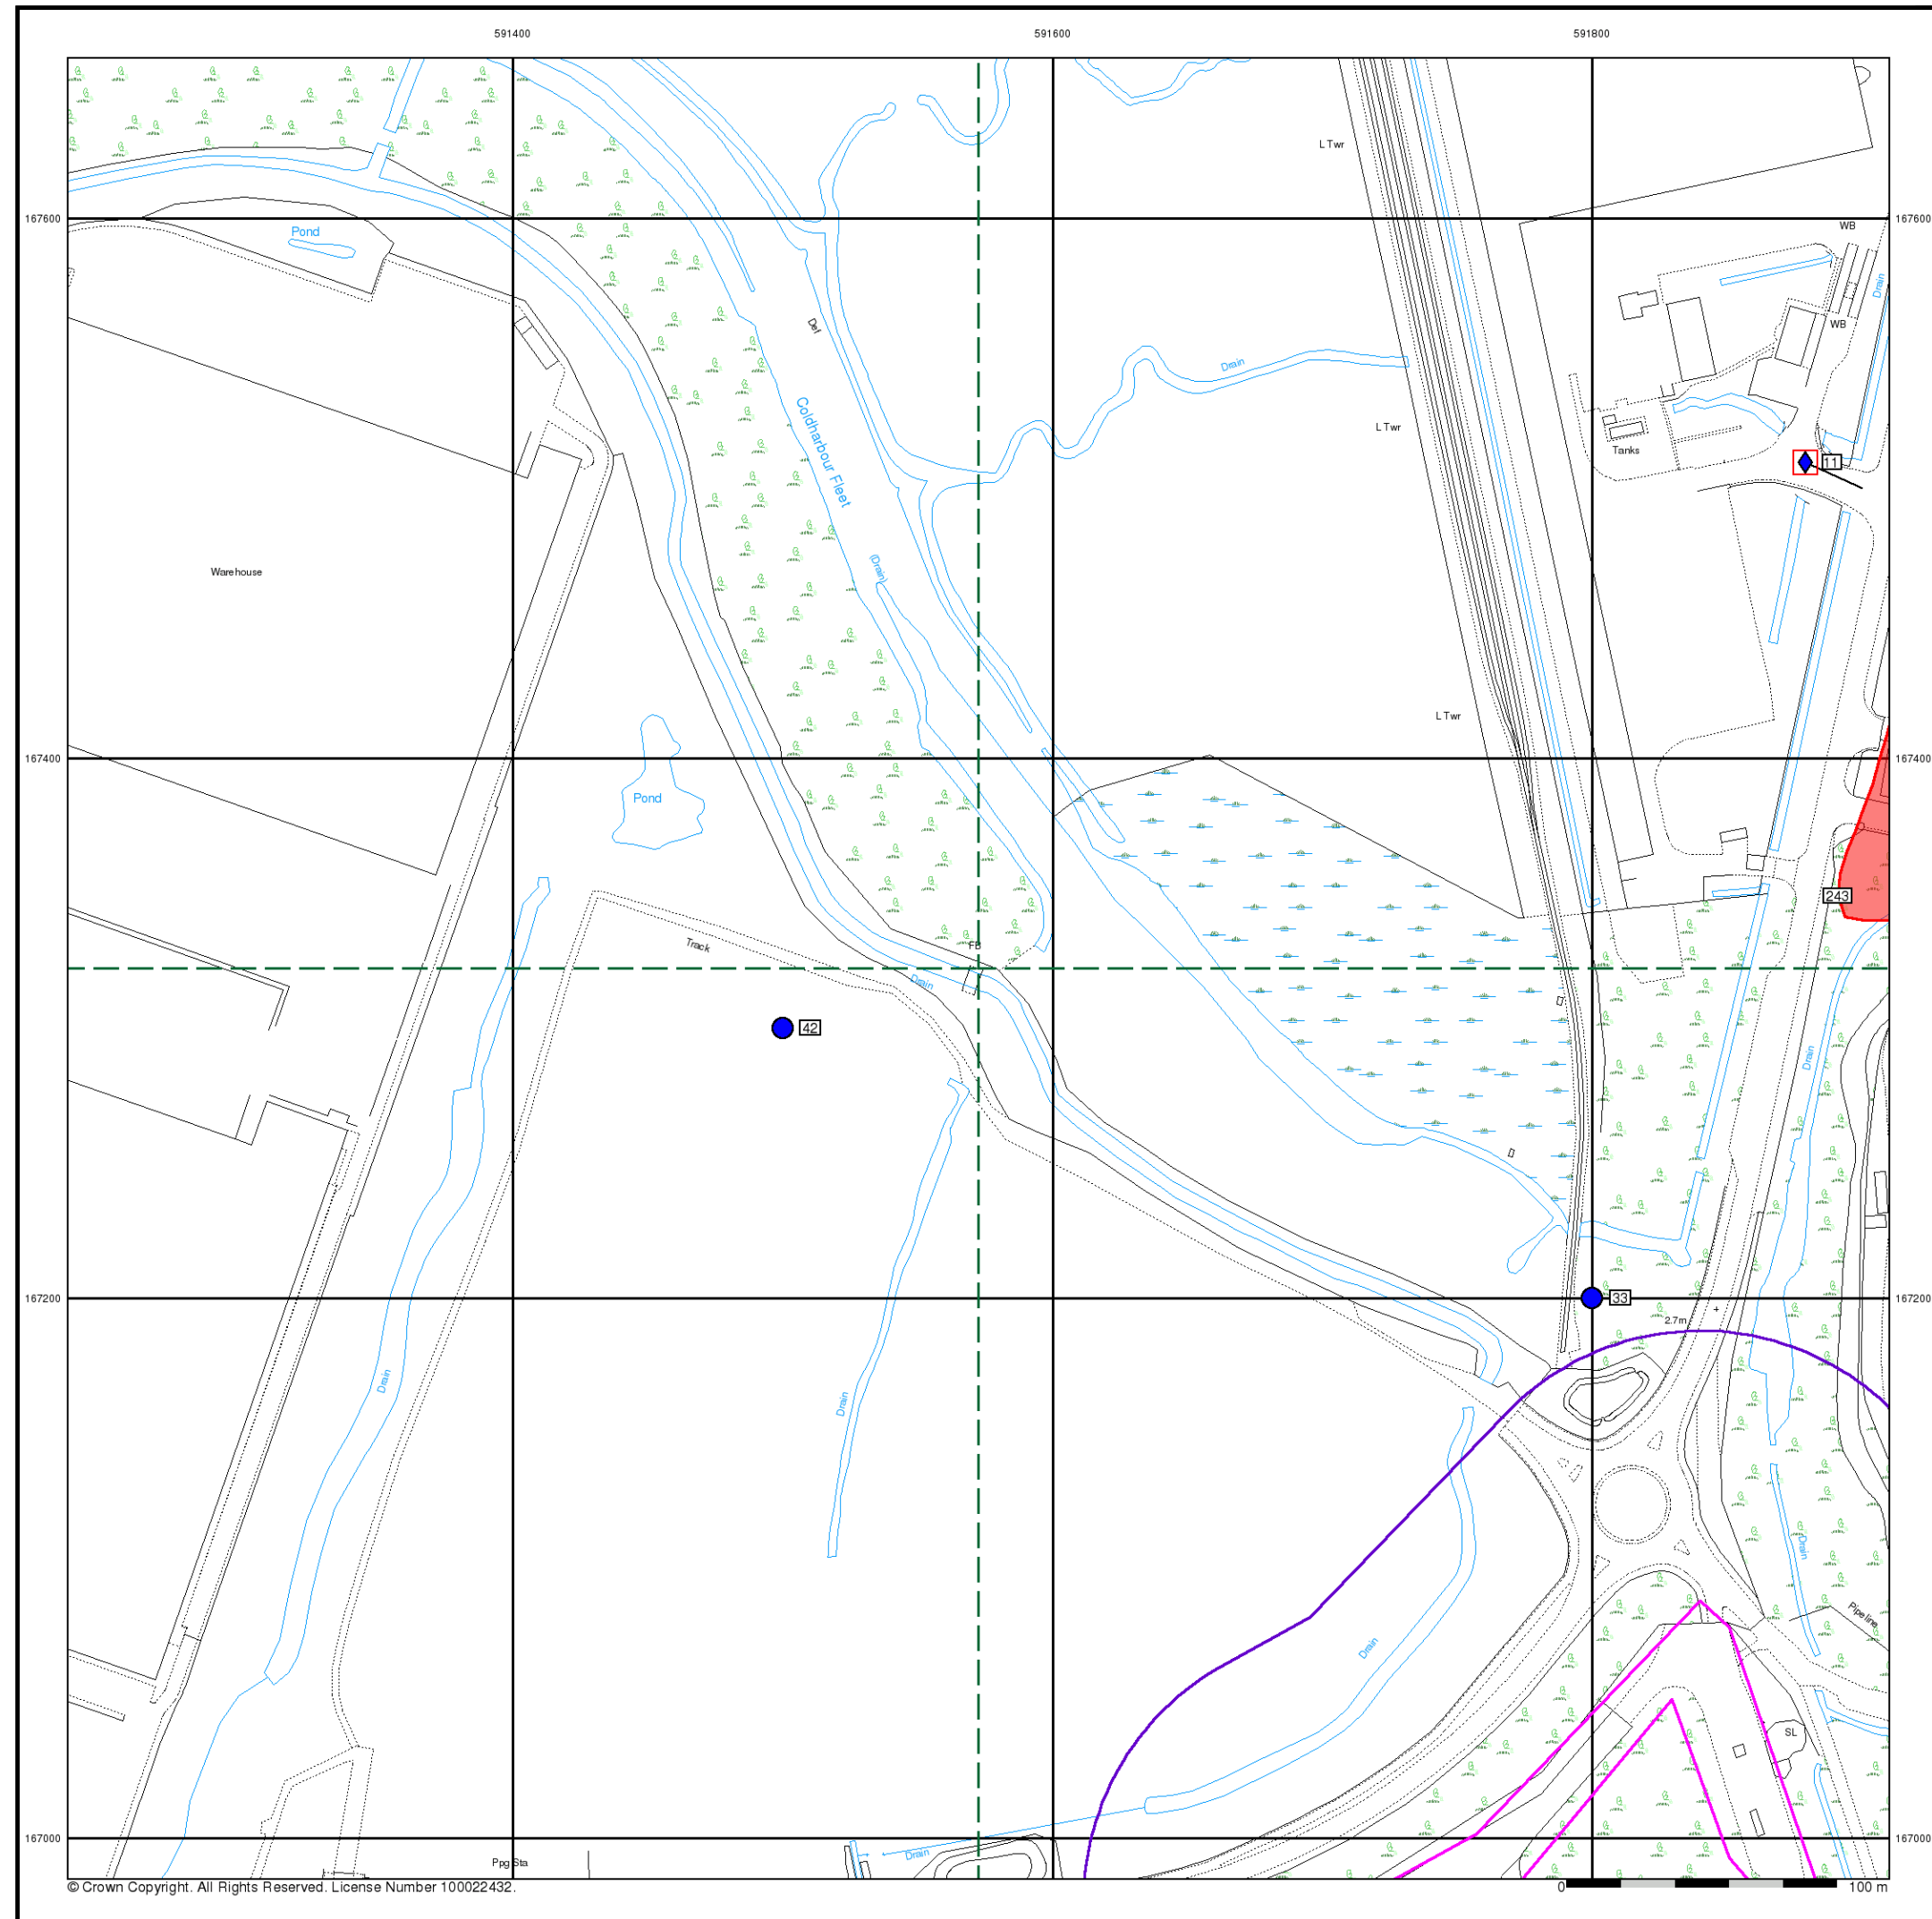 591400 591600 591800
L Twr
167600 167600
WB
Pond
Drain
Def
WB
Drain
Coldharbour Fleet
L Twr
Tanks
11
(Drain)
Warehouse
L Twr
167400 167400
Pond
243
Track
FB
Drain
42
Drain
167200 167200
33
2.7m
Drain
Drain
Drain
Pipeline
Drain
SL
167000 167000
Drain
Ppg Sta
© Crown Copyright. All Rights Reserved. License Number 100022432.
0 100 m